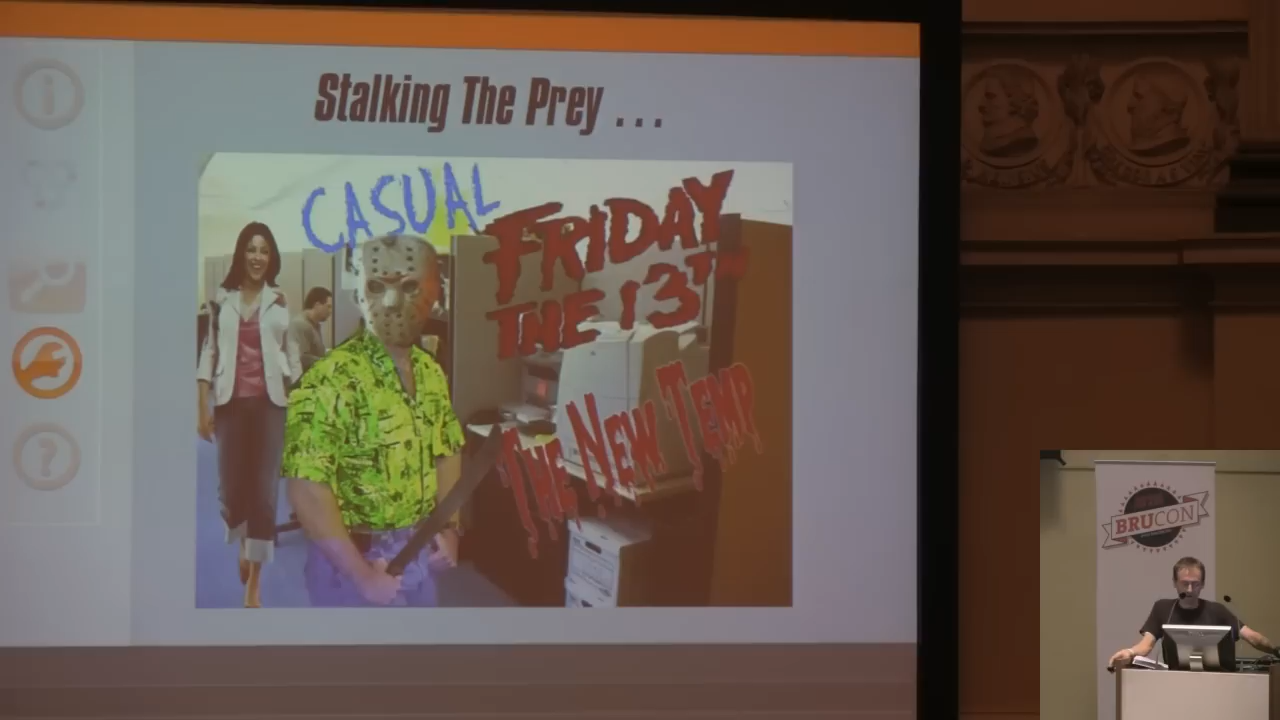 Stalking The Prey ...
CASUAL
FRIDAY
THE 13TH
THE NEW TEMP
BRUCON